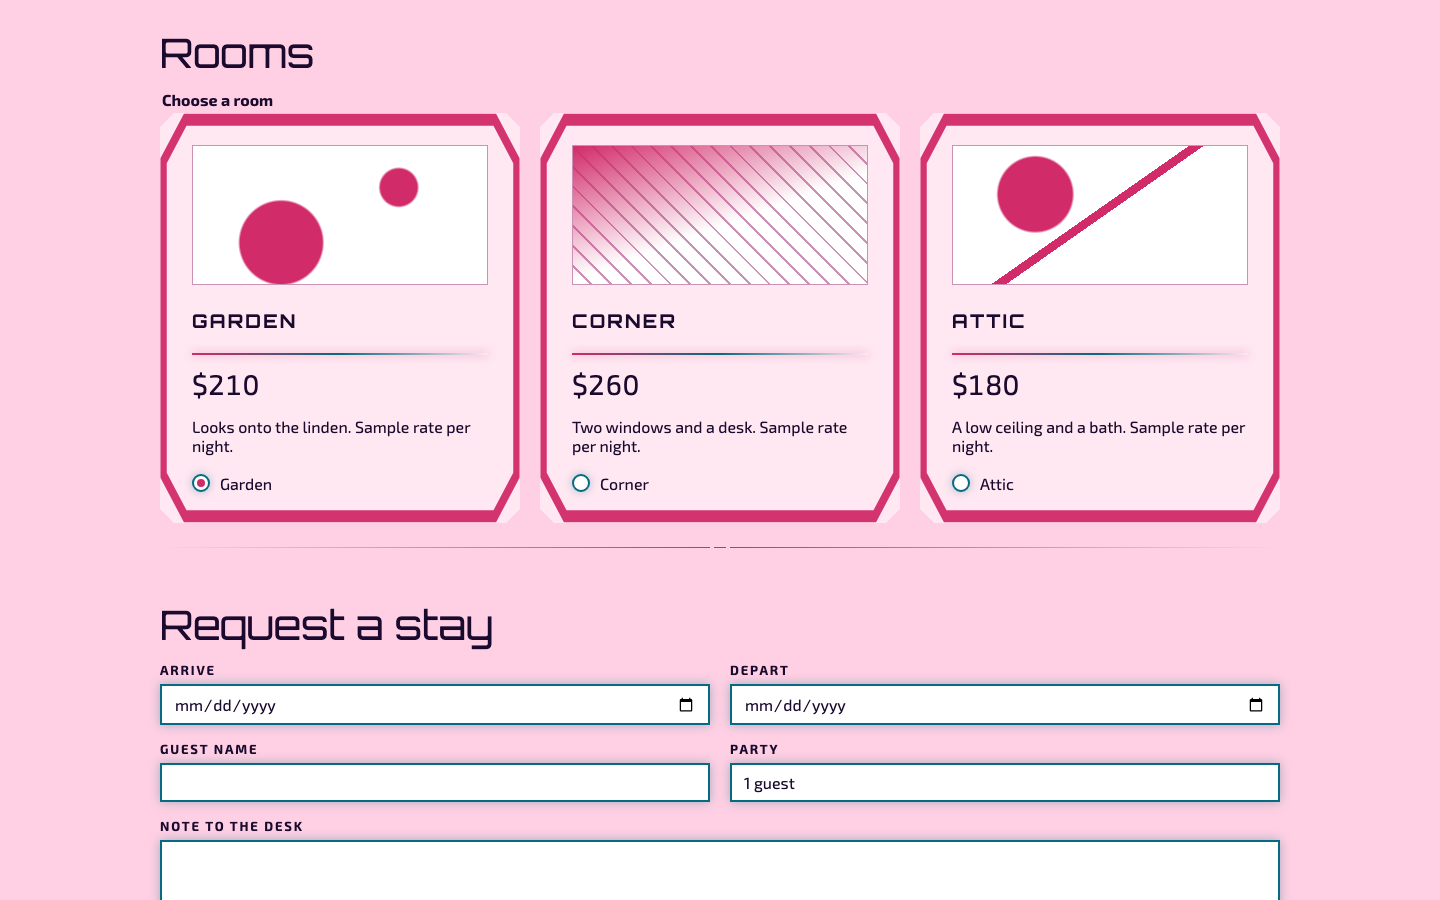 Rooms
Choose a room
GARDEN
$210
Looks onto the linden. Sample rate per
night.
Garden
CORNER
$260
Two windows and a desk. Sample rate
per night.
Corner
ATTIC
$180
A low ceiling and a bath. Sample rate per
night.
Attic
Request a stay
ARRIVE
mm/dd/yyyy
DEPART
mm/dd/yyyy
GUEST NAME
PARTY
1 guest
NOTE TO THE DESK